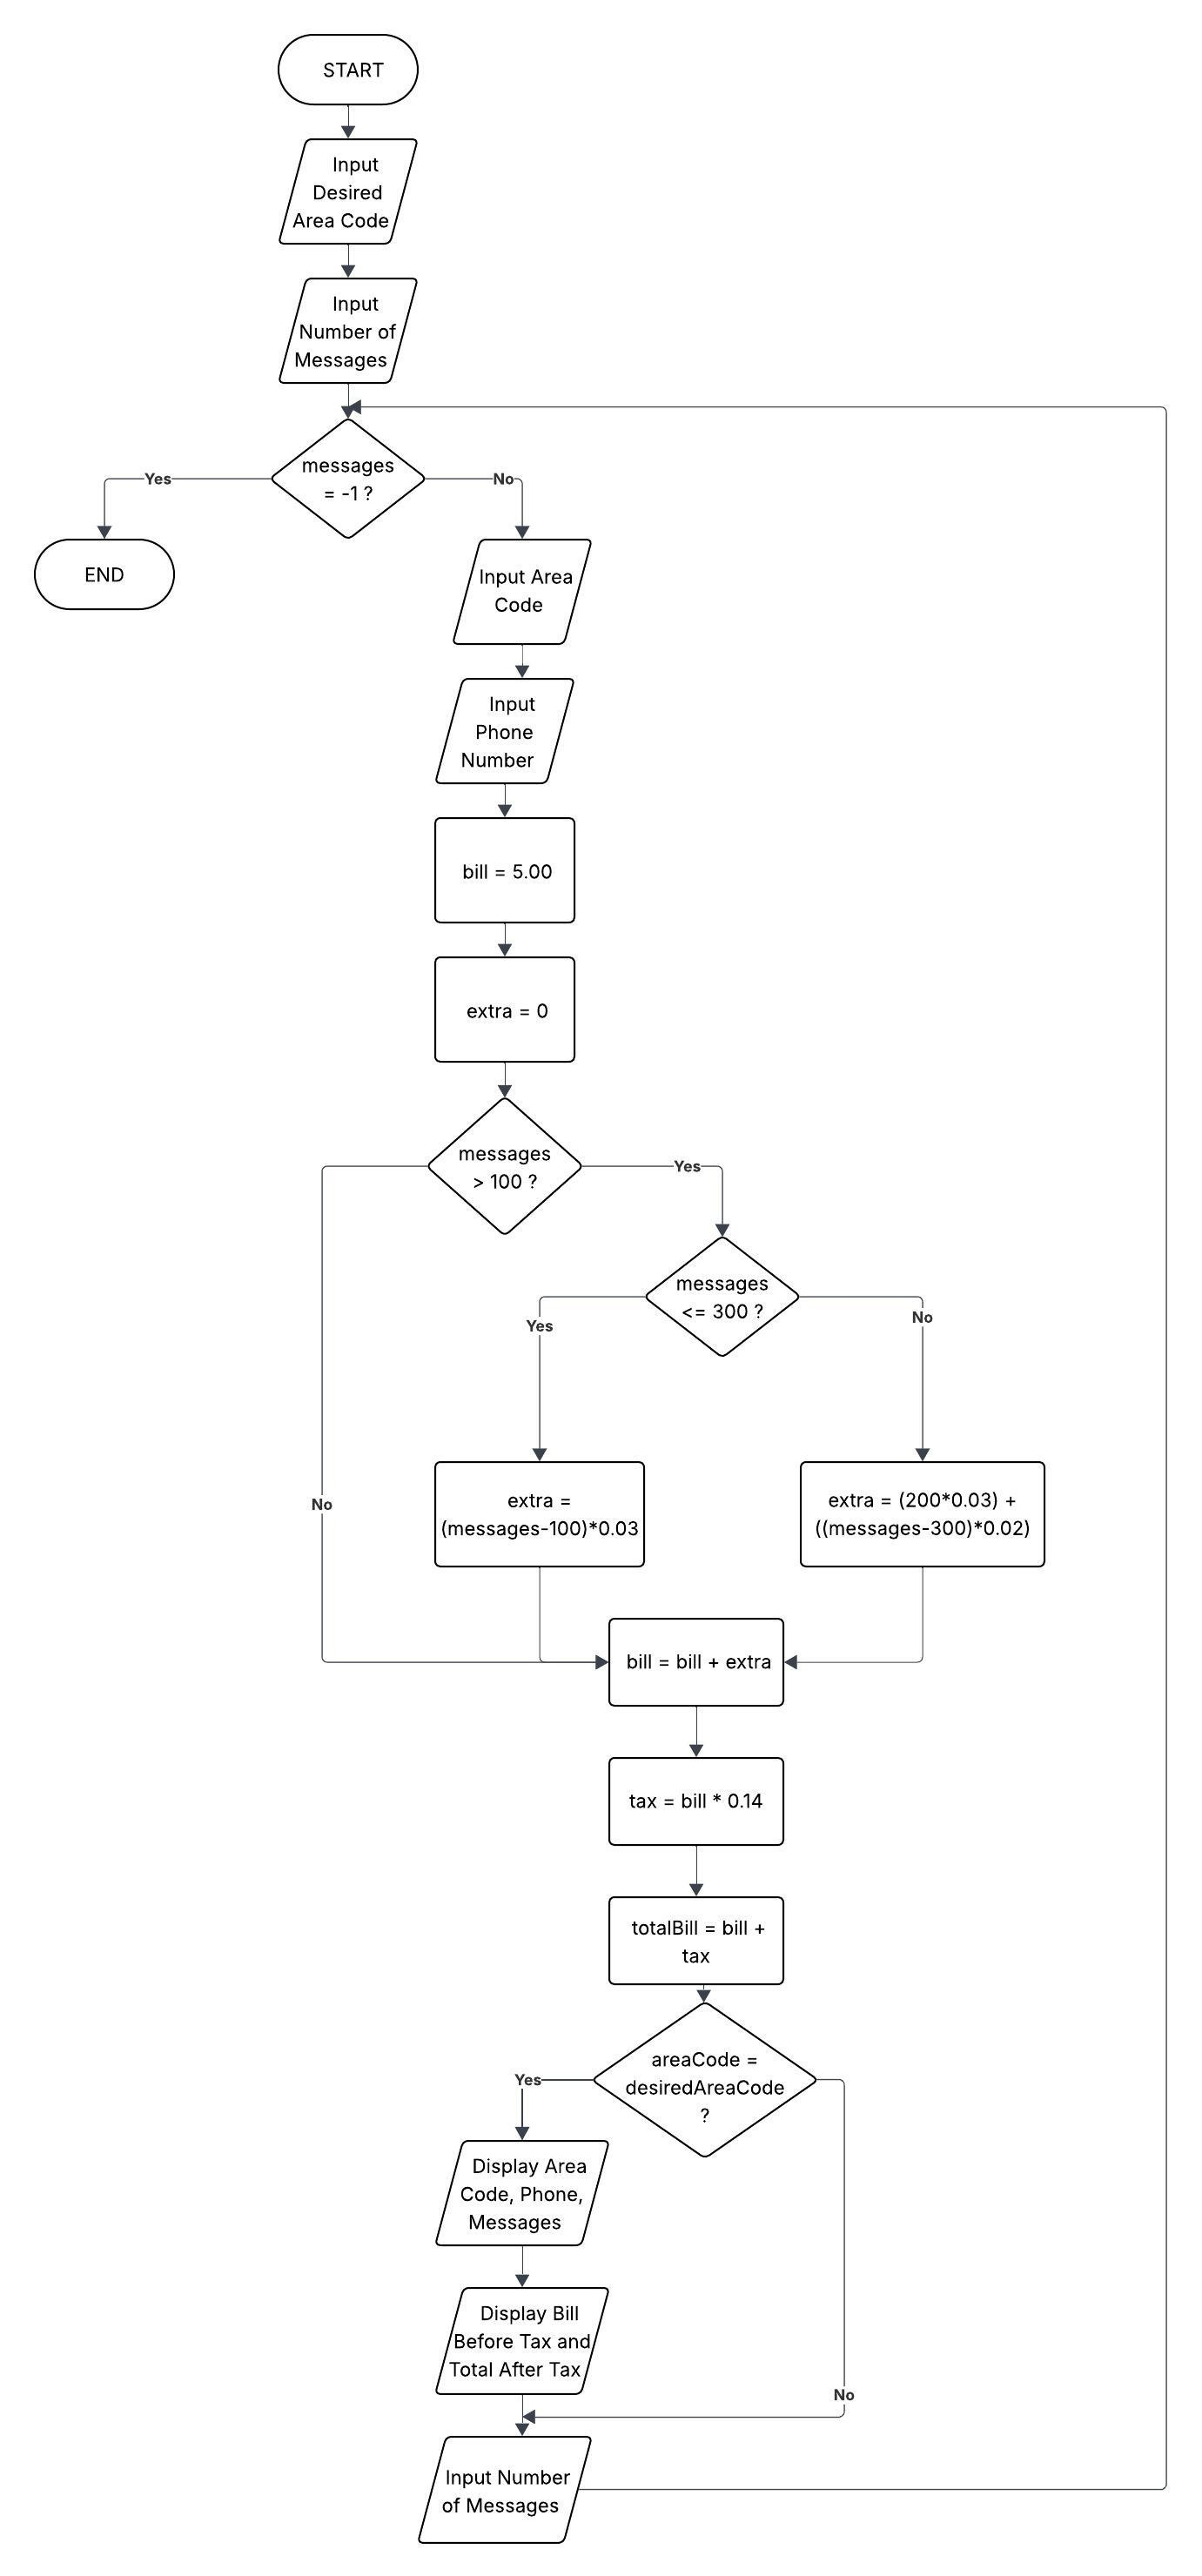 START
Input
Desired
Area Code
Input
Number of
Messages
messages
= -1 ?
Yes
No
END
Input Area
Code
Input
Phone
Number
bill = 5.00
extra = 0
messages
> 100 ?
Yes
messages
<= 300 ?
Yes
No
No
extra =
(messages-100)*0.03
extra = (200*0.03) +
((messages-300)*0.02)
bill = bill + extra
tax = bill * 0.14
totalBill = bill +
tax
areaCode =
desiredAreaCode
?
Yes
Display Area
Code, Phone,
Messages
Display Bill
Before Tax and
Total After Tax
No
Input Number
of Messages